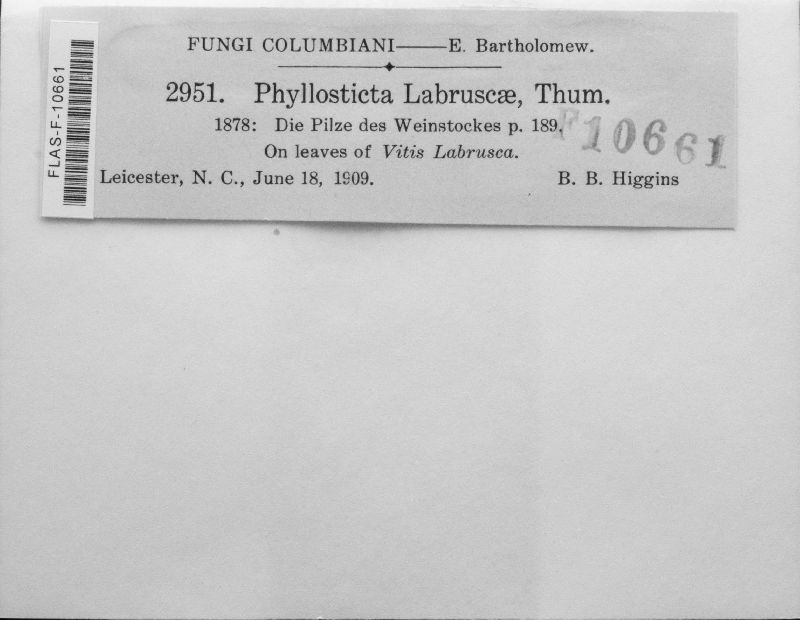 FUNGI COLUMBIANI——E. Bartholomew.
2951. Phyllosticta Labruscæ, Thum.
1878: Die Pilze des Weinstockes p. 189.
On leaves of Vitis Labrusca.
Leicester, N. C., June 18, 1909. B. B. Higgins
F10661
FLAS-F-10661